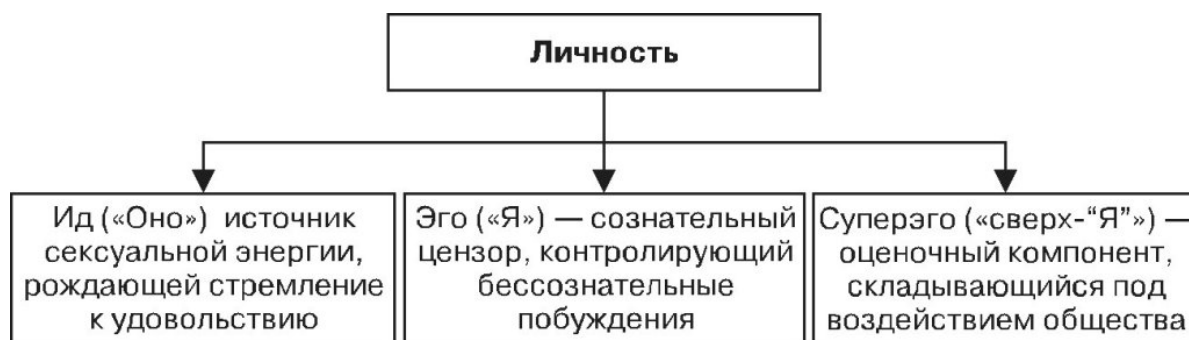 Личность
Ид («Оно») источник
сексуальной энергии,
рождающей стремление
к удовольствию
Эго («Я») — сознательный
цензор, контролирующий
бессознательные
побуждения
Суперэго («сверх-“Я”») —
оценочный компонент,
складывающийся под
воздействием общества